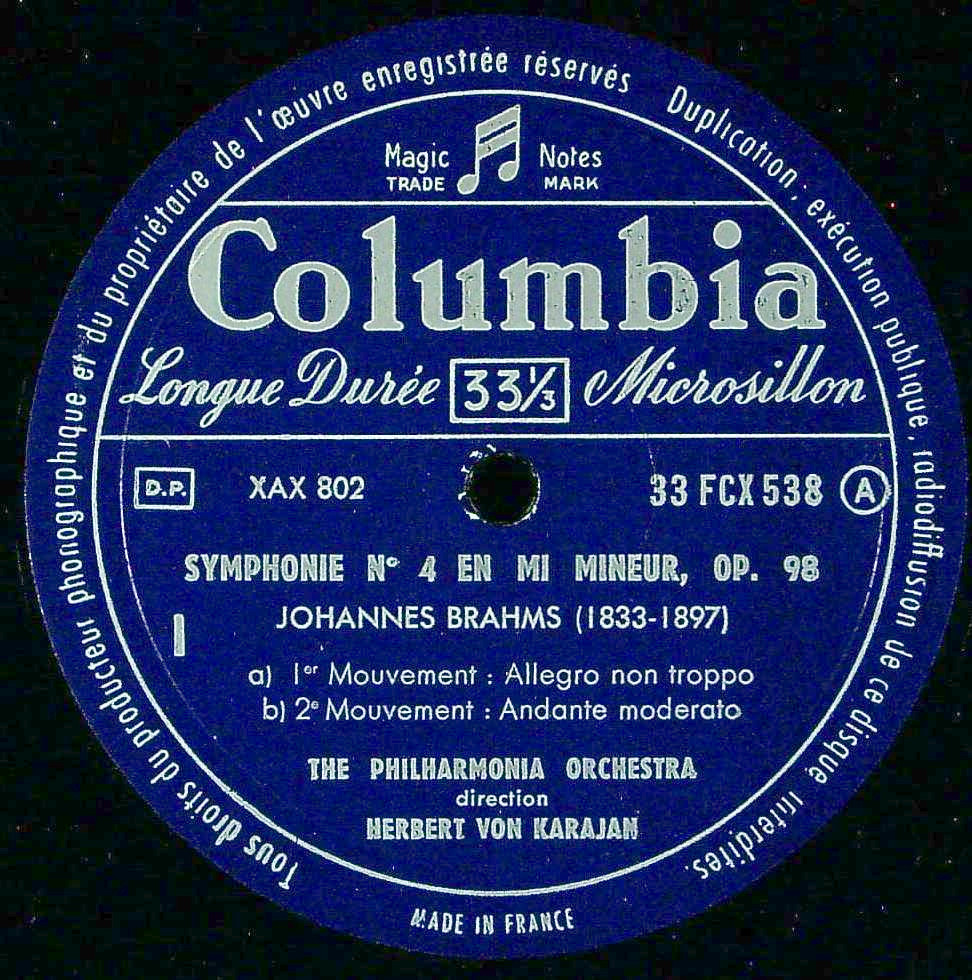 Tous droits du producteur phonographique et du propriétaire de l'œuvre enregistrée réservés Duplication, exécution publique, radiodiffusion de ce disque interdites.
Magic Notes
TRADE MARK
Columbia
Longue Durée 33⅓ Microsillon
D.P. XAX 802 33 FCX 538 A
SYMPHONIE N° 4 EN MI MINEUR, OP. 98
JOHANNES BRAHMS (1833-1897)
I
a) 1er Mouvement : Allegro non troppo
b) 2e Mouvement : Andante moderato
THE PHILHARMONIA ORCHESTRA
direction
HERBERT VON KARAJAN
MADE IN FRANCE